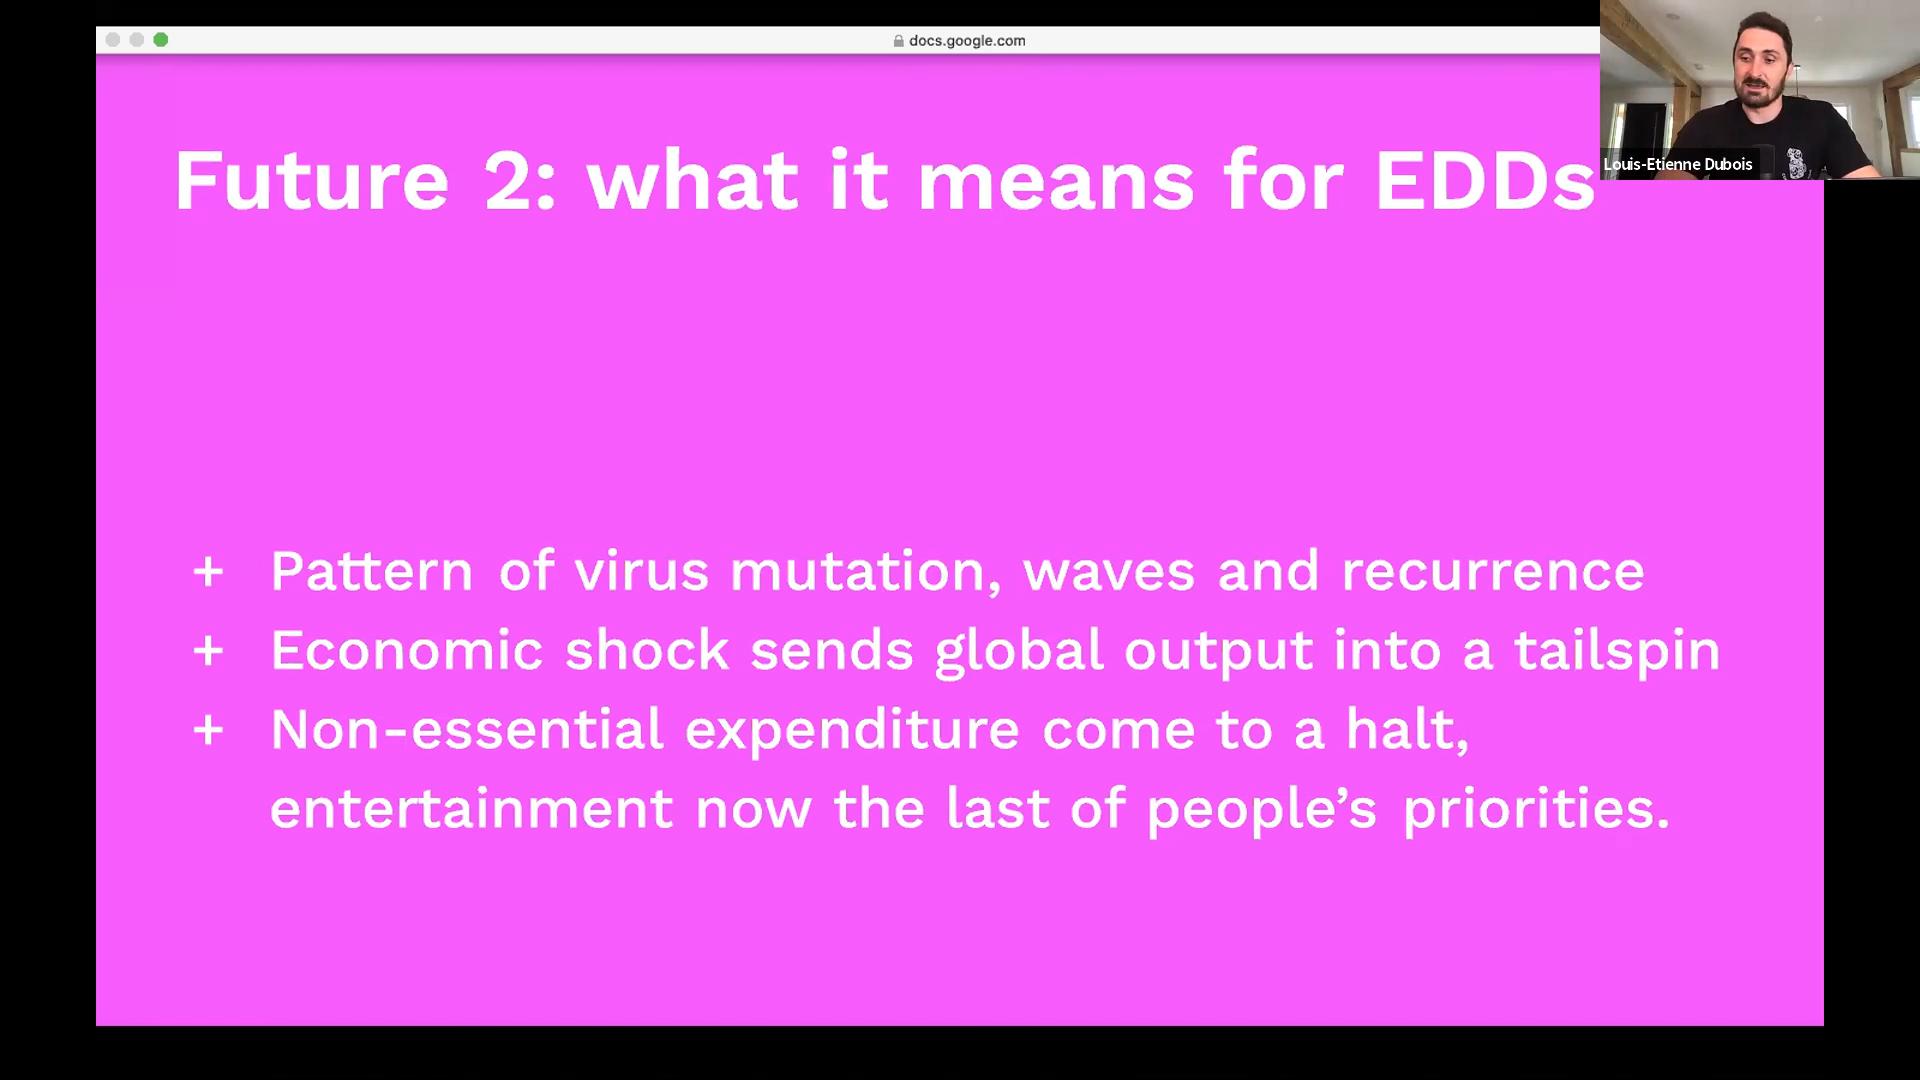 docs.google.com
Louis-Etienne Dubois
Future 2: what it means for EDDs
+ Pattern of virus mutation, waves and recurrence
+ Economic shock sends global output into a tailspin
+ Non-essential expenditure come to a halt,
entertainment now the last of people’s priorities.